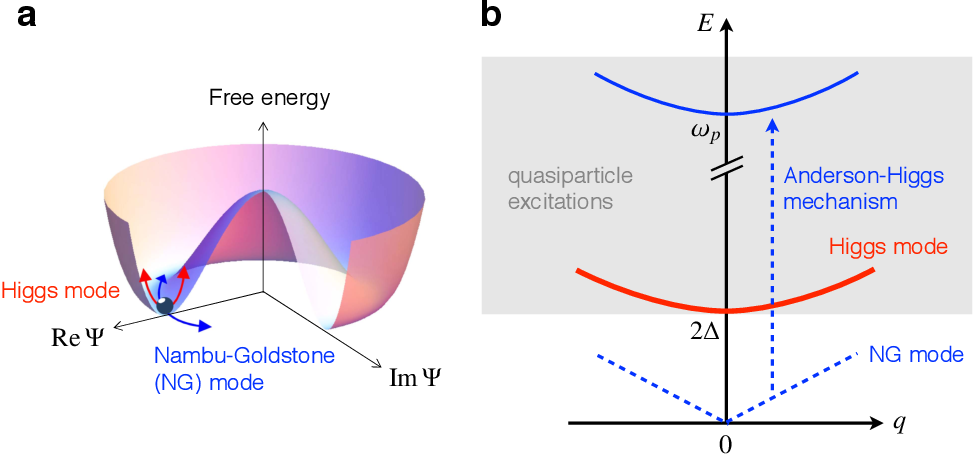 a
Free energy
Higgs mode
Re Ψ
Nambu-Goldstone
(NG) mode
Im Ψ
b
E
ωp
quasiparticle
excitations
Anderson-Higgs
mechanism
Higgs mode
2Δ
NG mode
q
0